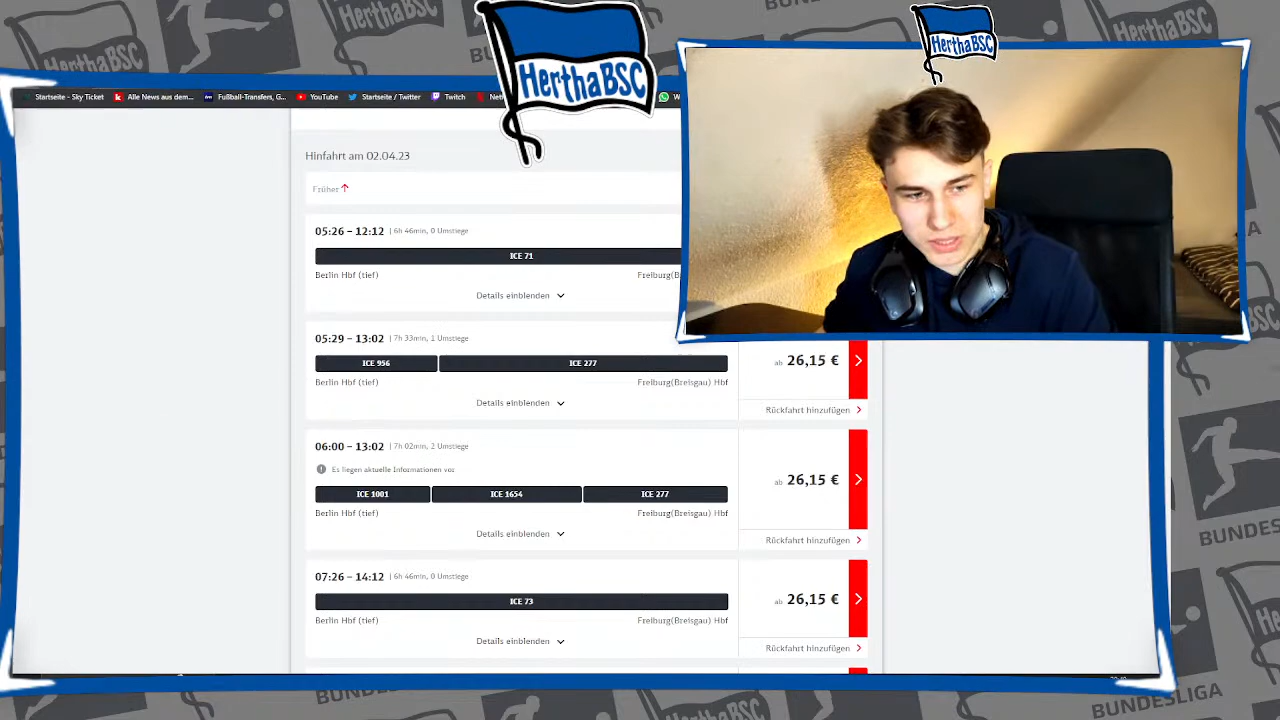 HerthaBSC
HerthaBSC
BUNDES
Startseite - Sky Ticket
Alle News aus dem...
Fußball-Transfers, G...
YouTube
Startseite / Twitter
Twitch
Hinfahrt am 02.04.23
Früher
05:26 – 12:12 | 6h 46min, 0 Umstiege
ICE 71
Berlin Hbf (tief)
Freiburg(Breis
Details einblenden
05:29 – 13:02 | 7h 33min, 1 Umstiege
ICE 956
ICE 277
ab 26,15 €
Berlin Hbf (tief)
Freiburg(Breisgau) Hbf
Details einblenden
Rückfahrt hinzufügen
06:00 – 13:02 | 7h 02min, 2 Umstiege
Es liegen aktuelle Informationen vor
ICE 1001
ICE 1654
ICE 277
ab 26,15 €
Berlin Hbf (tief)
Freiburg(Breisgau) Hbf
Details einblenden
Rückfahrt hinzufügen
07:26 – 14:12 | 6h 46min, 0 Umstiege
ICE 73
ab 26,15 €
Berlin Hbf (tief)
Freiburg(Breisgau) Hbf
Details einblenden
Rückfahrt hinzufügen
BUNDESLIGA
BUNDESLIGA